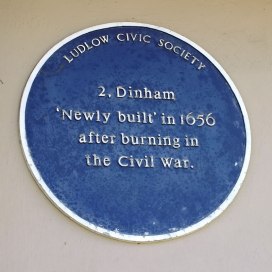 LUDLOW CIVIC SOCIETY
2. Dinham
'Newly built' in 1656
after burning in
the Civil War.